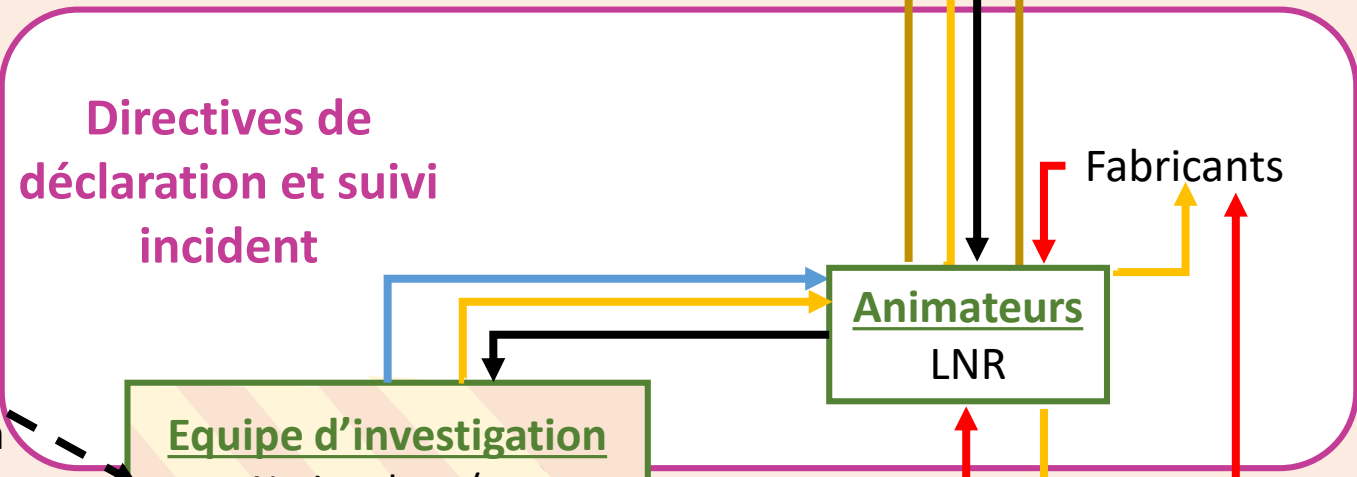 Directives de
déclaration et suivi
incident
Fabricants
Animateurs
LNR
Equipe d'investigation